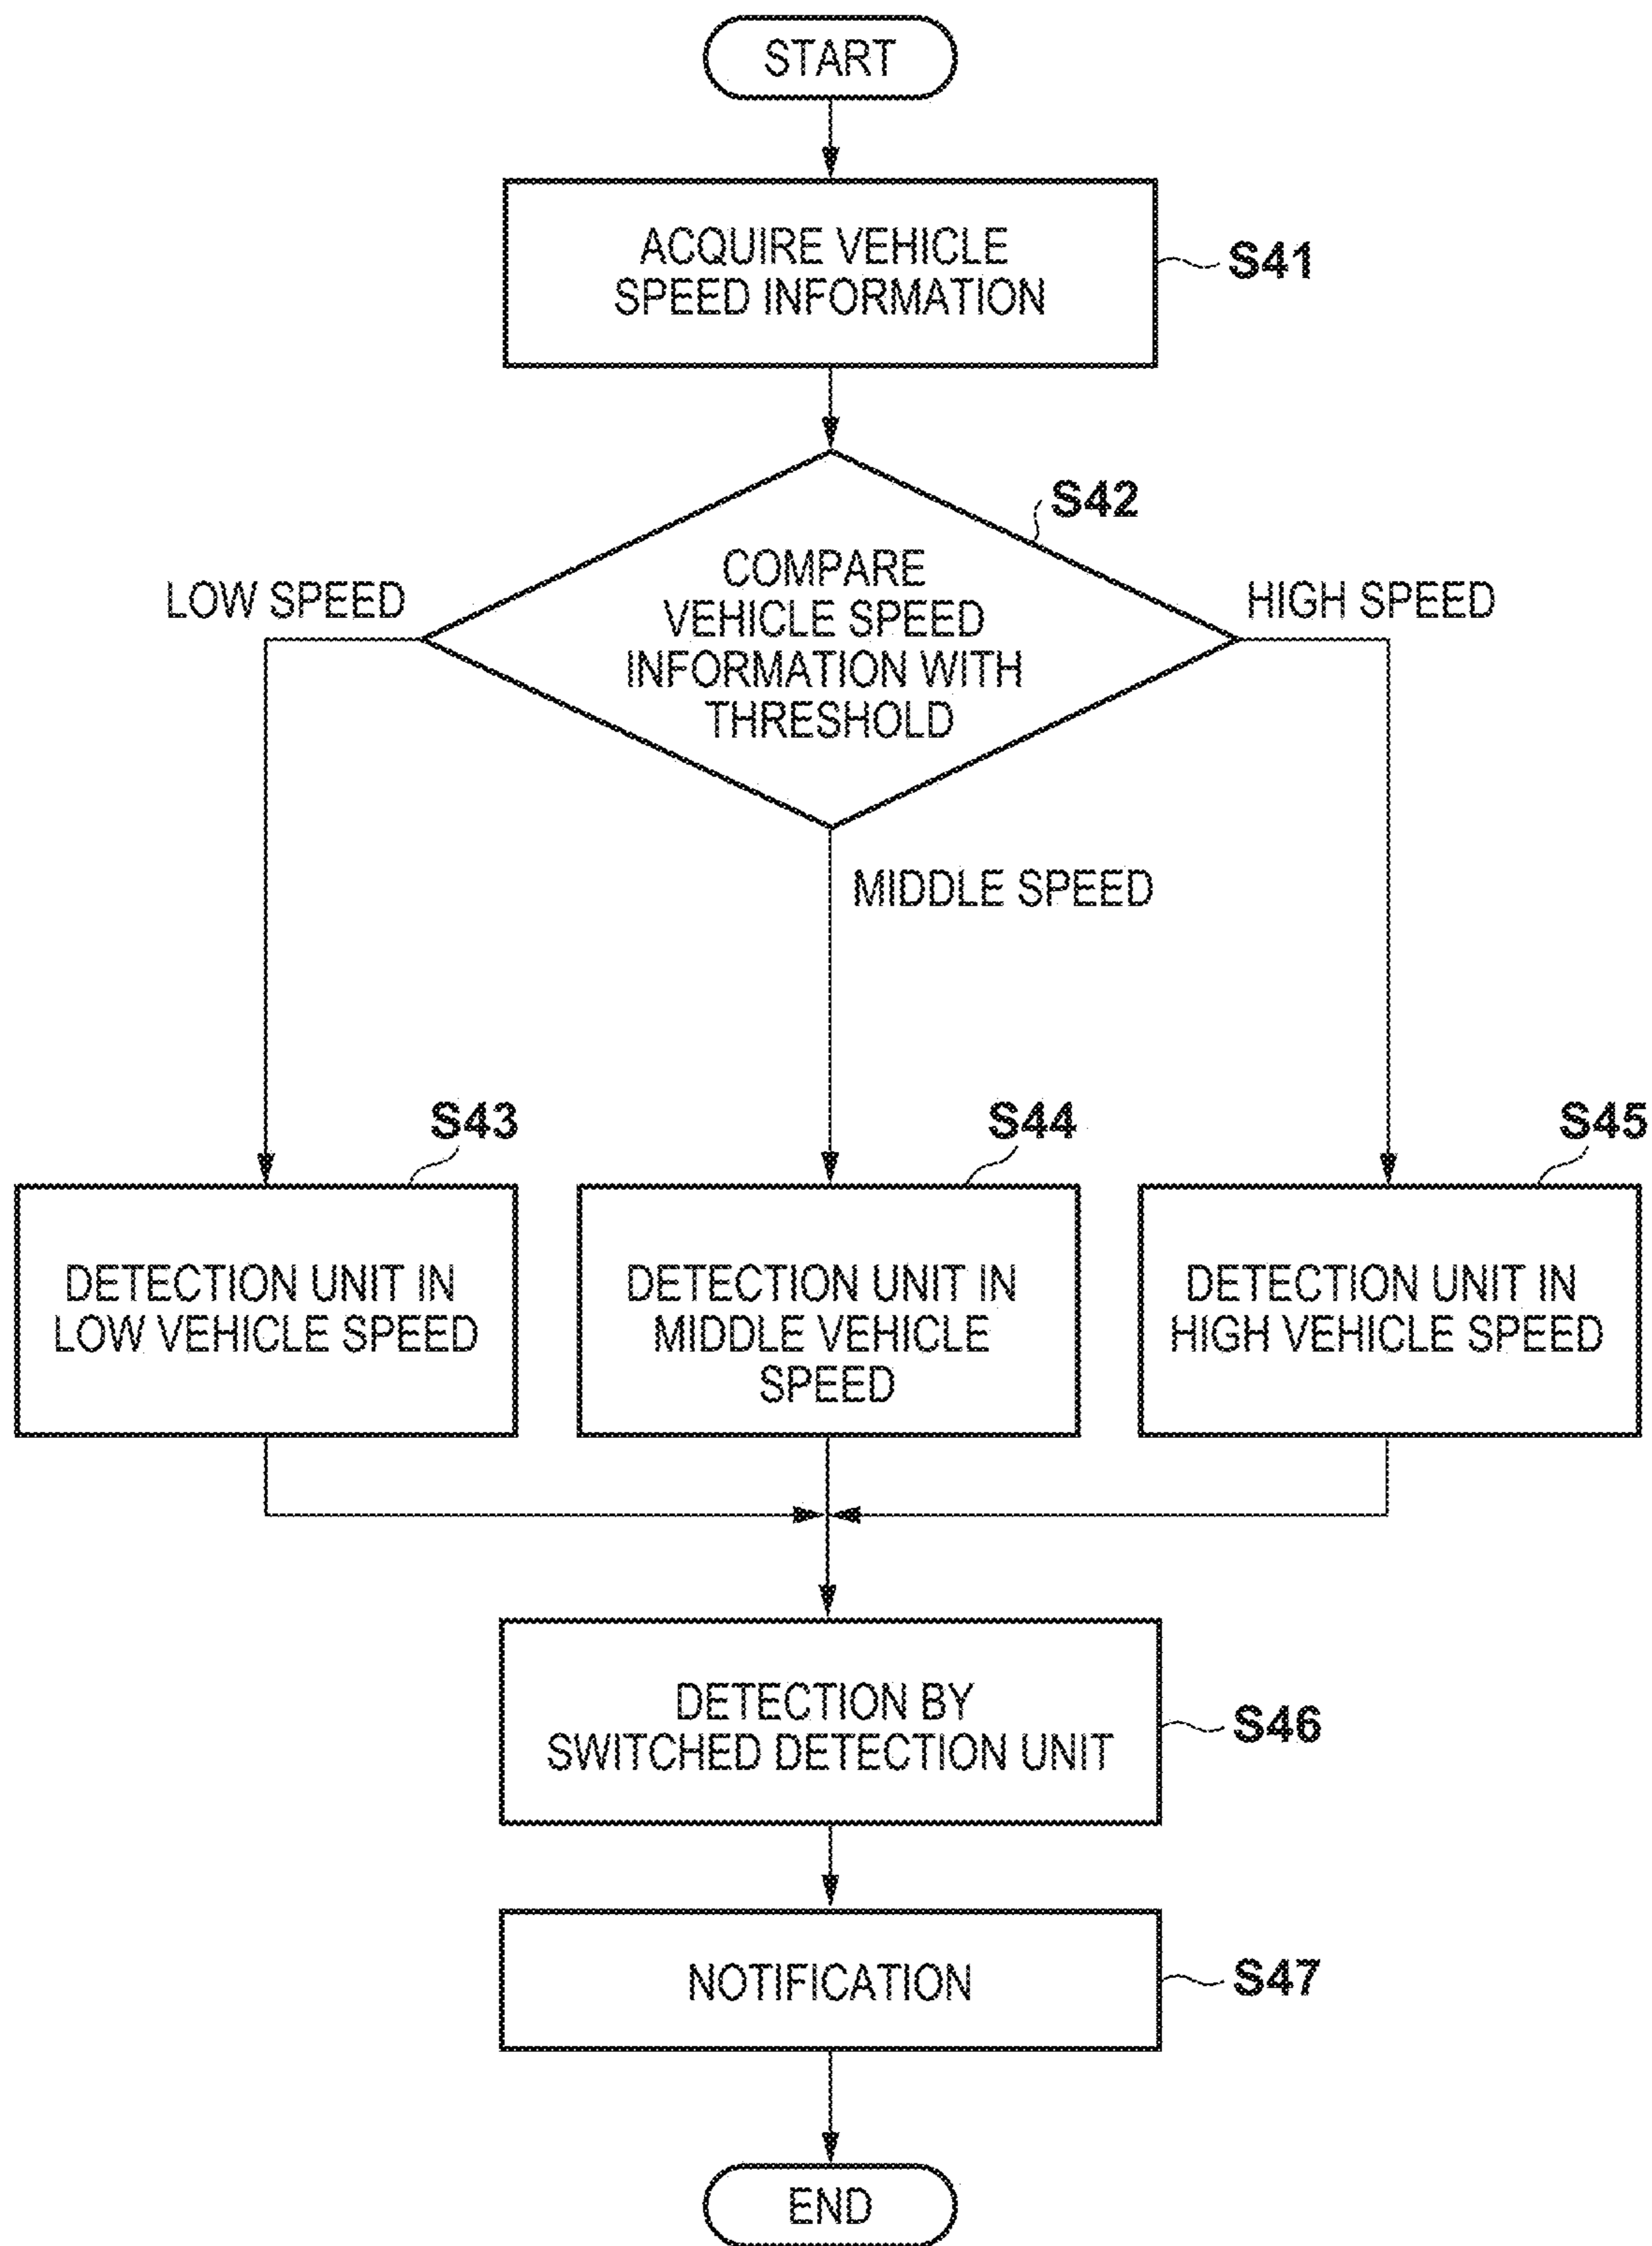 START
ACQUIRE VEHICLE
SPEED INFORMATION
S41
S42
COMPARE
VEHICLE SPEED
INFORMATION WITH
THRESHOLD
LOW SPEED
HIGH SPEED
MIDDLE SPEED
S43
S44
S45
DETECTION UNIT IN
LOW VEHICLE SPEED
DETECTION UNIT IN
MIDDLE VEHICLE
SPEED
DETECTION UNIT IN
HIGH VEHICLE SPEED
DETECTION BY
SWITCHED DETECTION UNIT
S46
NOTIFICATION
S47
END